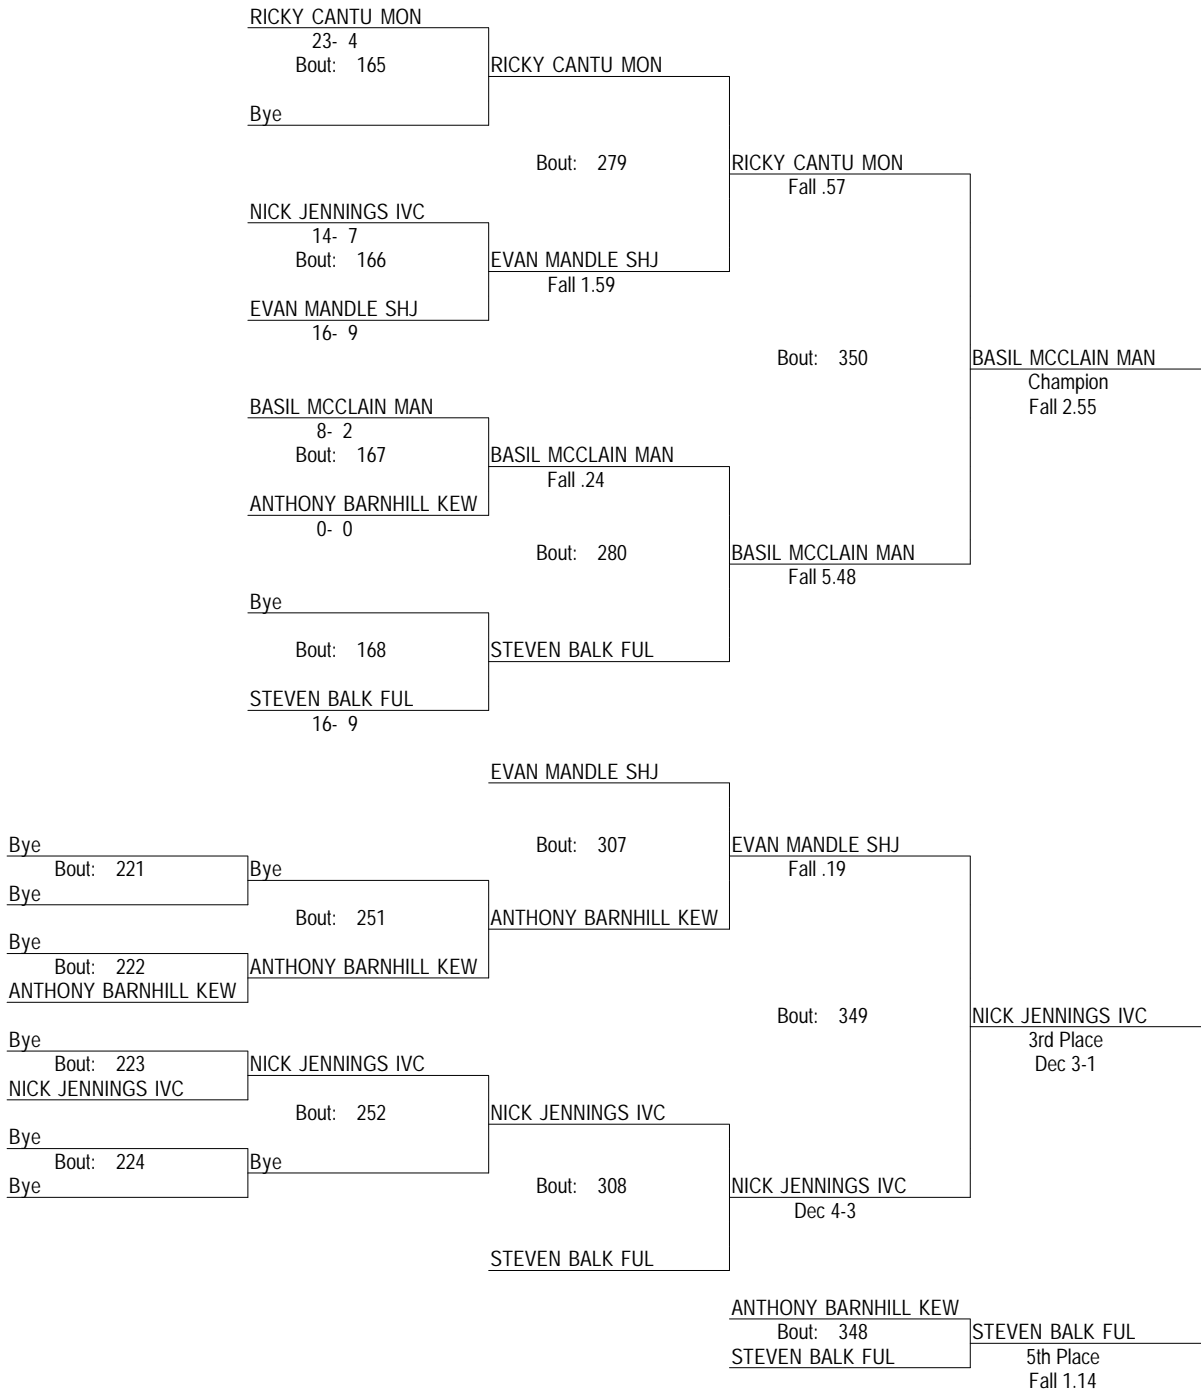 RICKY CANTU MON
23- 4
Bout: 165
RICKY CANTU MON
Bye
Bout: 279
RICKY CANTU MON
Fall .57
NICK JENNINGS IVC
14- 7
Bout: 166
EVAN MANDLE SHJ
Fall 1.59
EVAN MANDLE SHJ
16- 9
Bout: 350
BASIL MCCLAIN MAN
Champion
Fall 2.55
BASIL MCCLAIN MAN
8- 2
Bout: 167
BASIL MCCLAIN MAN
Fall .24
ANTHONY BARNHILL KEW
0- 0
Bout: 280
BASIL MCCLAIN MAN
Fall 5.48
Bye
Bout: 168
STEVEN BALK FUL
STEVEN BALK FUL
16- 9
EVAN MANDLE SHJ
Bye
Bout: 221
Bye
Bye
Bout: 307
EVAN MANDLE SHJ
Fall .19
Bout: 251
ANTHONY BARNHILL KEW
Bye
Bout: 222
ANTHONY BARNHILL KEW
ANTHONY BARNHILL KEW
Bout: 349
NICK JENNINGS IVC
3rd Place
Dec 3-1
Bye
Bout: 223
NICK JENNINGS IVC
NICK JENNINGS IVC
Bout: 252
NICK JENNINGS IVC
Bye
Bout: 224
Bye
Bye
Bout: 308
NICK JENNINGS IVC
Dec 4-3
STEVEN BALK FUL
ANTHONY BARNHILL KEW
Bout: 348
STEVEN BALK FUL
STEVEN BALK FUL
5th Place
Fall 1.14